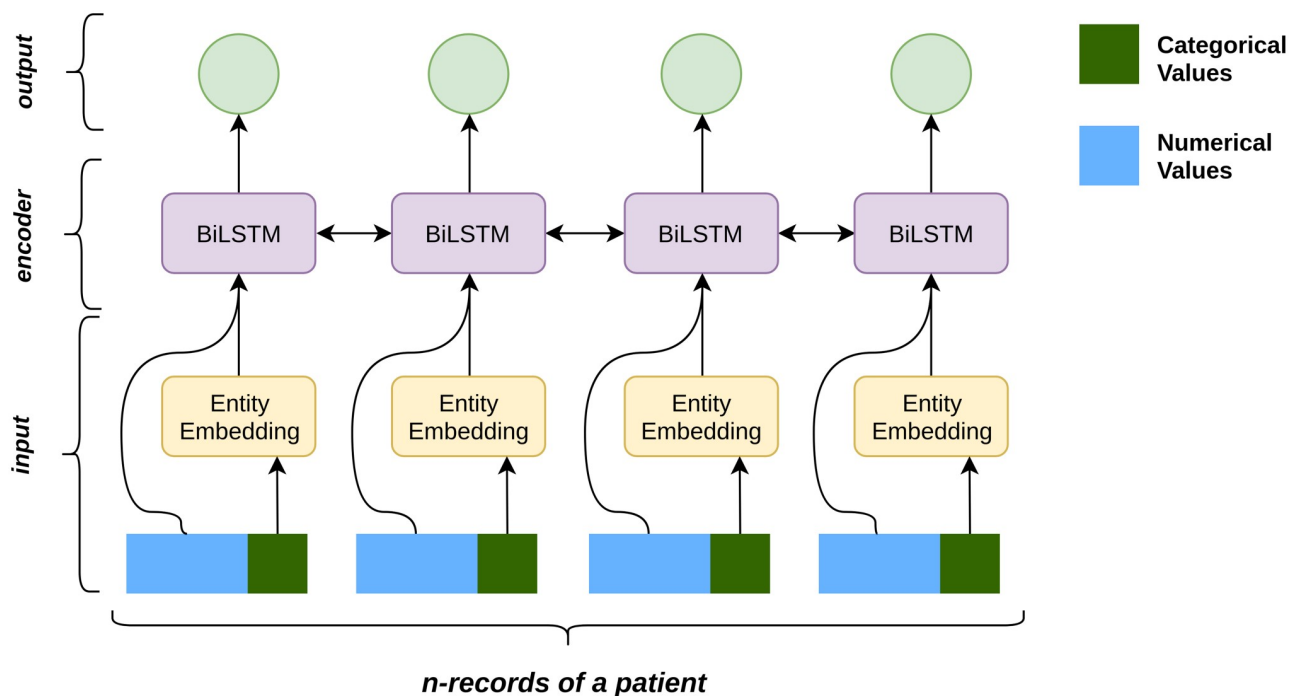 output
Categorical
Values
Numerical
Values
encoder
BiLSTM
BiLSTM
BiLSTM
BiLSTM
input
Entity
Embedding
Entity
Embedding
Entity
Embedding
Entity
Embedding
n-records of a patient